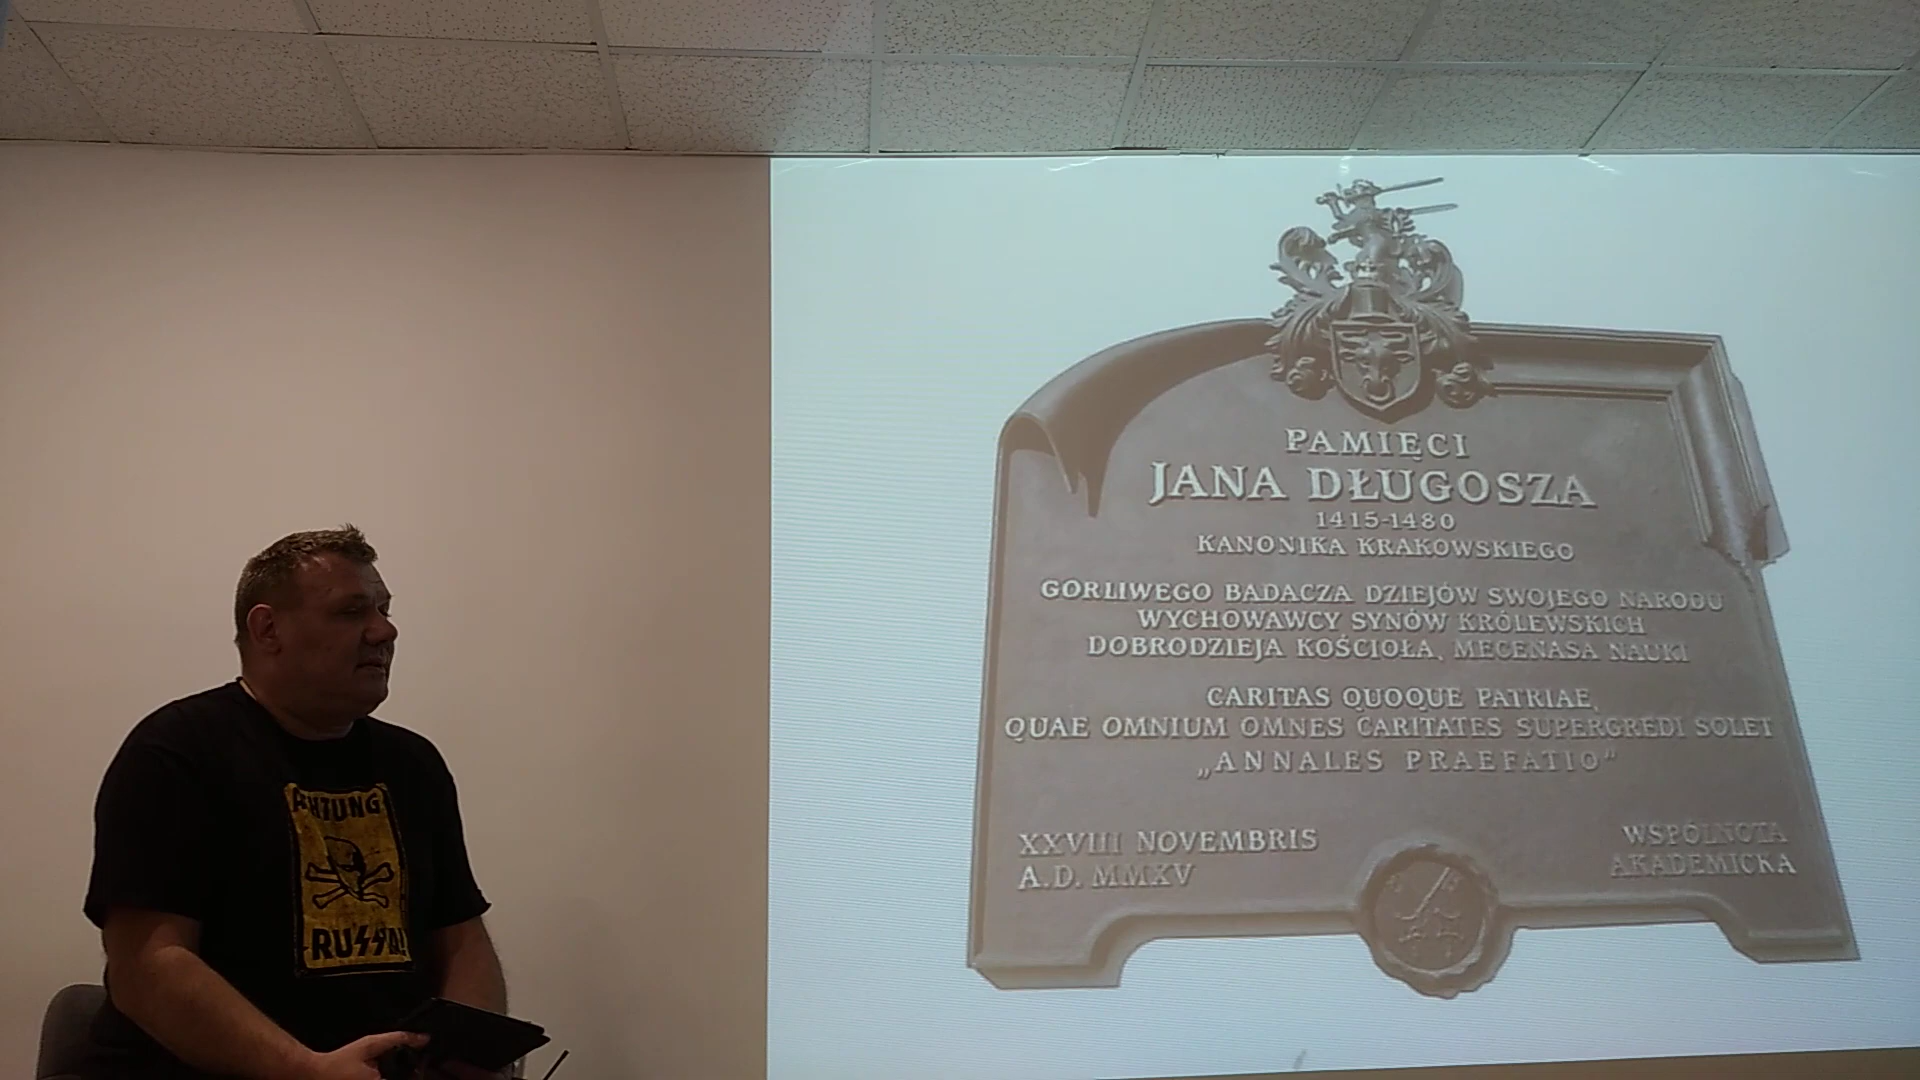 PAMIĘCI
JANA DŁUGOSZA
1415-1480
KANONIKA KRAKOWSKIEGO
GORLIWEGO BADACZA DZIEJÓW SWOJEGO NARODU
WYCHOWAWCY SYNÓW KRÓLEWSKICH
DOBRODZIEJA KOŚCIOŁA, MECENASA NAUKI
CARITAS QUOQUE PATRIAE,
QUAE OMNIUM OMNES CARITATES SUPERGREDI SOLET
„ANNALES PRAEFATIO"
XXVIII NOVEMBRIS
A.D. MMXV
WSPÓLNOTA
AKADEMICKA
ACHTUNG
RUSSIA!